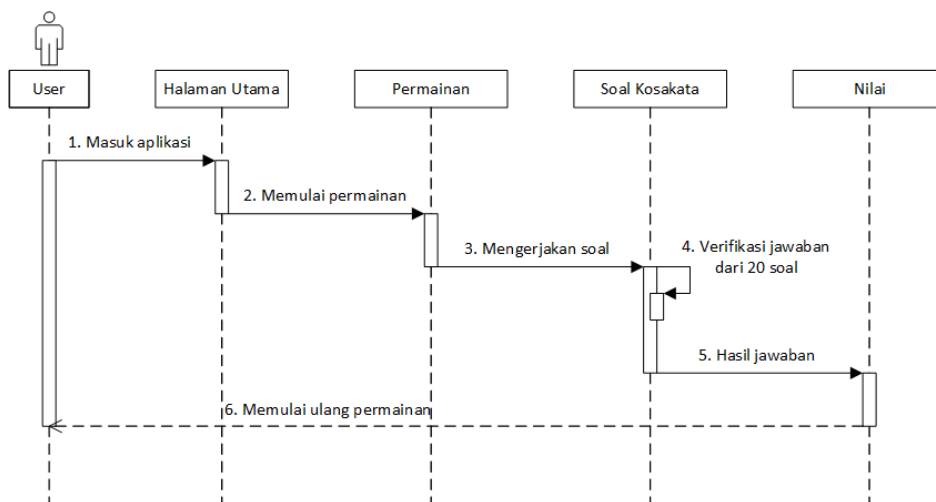 User
Halaman Utama
Permainan
Soal Kosakata
Nilai
1. Masuk aplikasi
2. Memulai permainan
3. Mengerjakan soal
4. Verifikasi jawaban
dari 20 soal
5. Hasil jawaban
6. Memulai ulang permainan